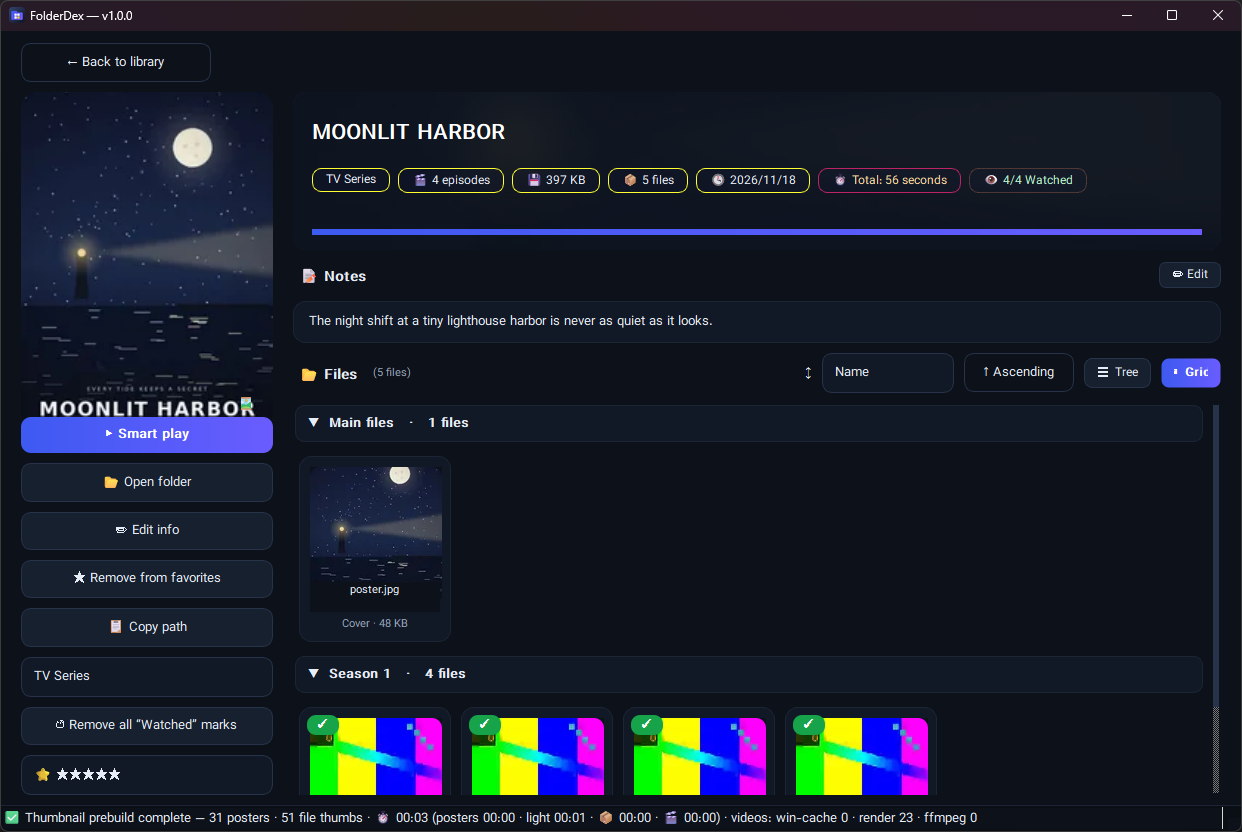 FolderDex — v1.0.0
← Back to library
EVERY TIDE KEEPS A SECRET
MOONLIT HARBOR
Smart play
Open folder
Edit info
★ Remove from favorites
Copy path
TV Series
Remove all “Watched” marks
★★★★★
MOONLIT HARBOR
TV Series
4 episodes
397 KB
5 files
2026/11/18
Total: 56 seconds
4/4 Watched
Notes
Edit
The night shift at a tiny lighthouse harbor is never as quiet as it looks.
Files (5 files)
↕ Name
↑ Ascending
☰ Tree
Gric
▼ Main files · 1 files
poster.jpg
Cover · 48 KB
▼ Season 1 · 4 files
✓ ✓ ✓ ✓
0 0 0 0
✅ Thumbnail prebuild complete — 31 posters · 51 file thumbs · ⏰ 00:03 (posters 00:00 · light 00:01 · 📦 00:00 · 🎬 00:00) · videos: win-cache 0 · render 23 · ffmpeg 0